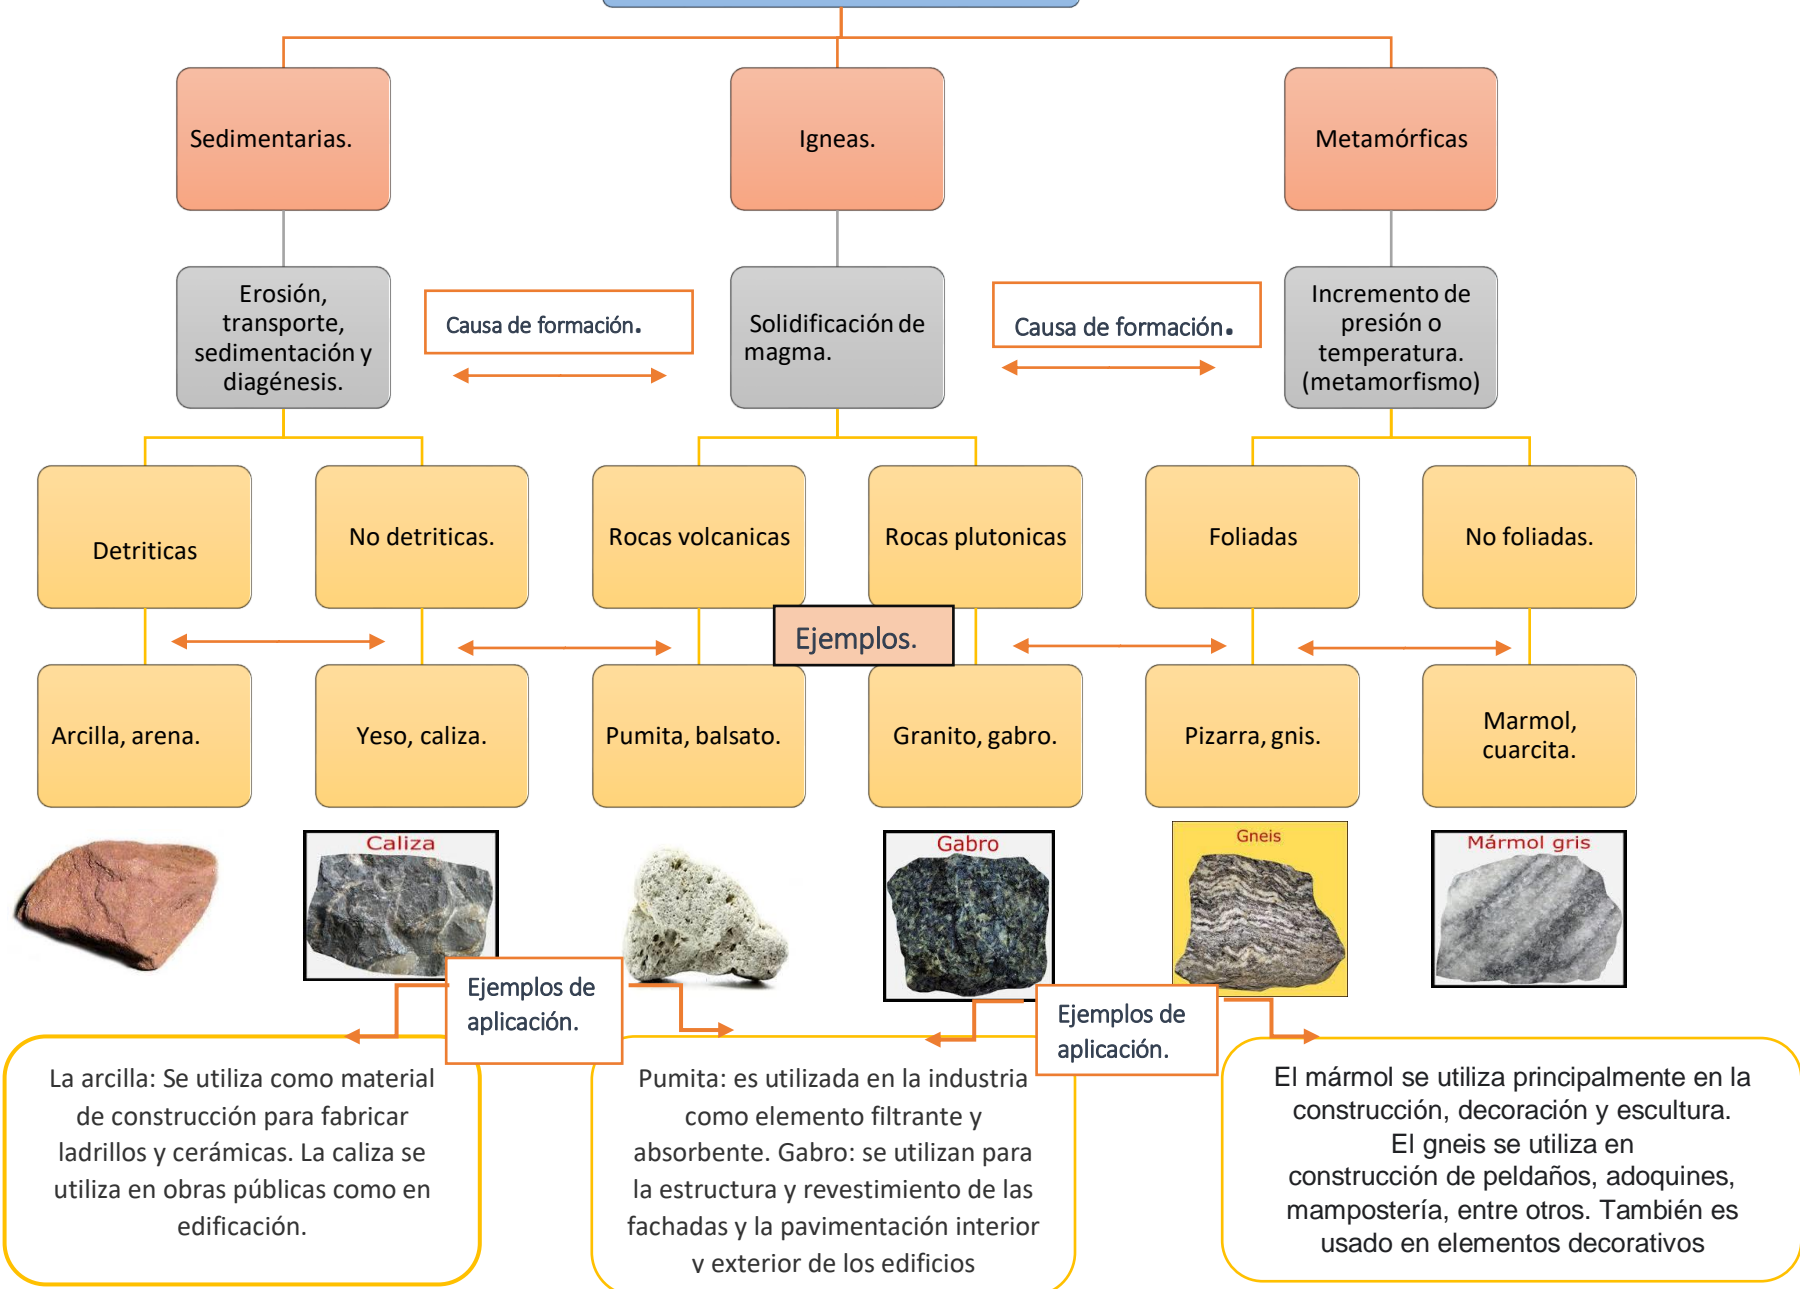 Sedimentarias.
Igneas.
Metamórficas
Erosión,
transporte,
sedimentación y
diagénesis.
Causa de formación.
Solidificación de
magma.
Causa de formación.
Incremento de
presión o
temperatura.
(metamorfismo)
Detriticas
No detriticas.
Rocas volcanicas
Rocas plutonicas
Foliadas
No foliadas.
Ejemplos.
Arcilla, arena.
Yeso, caliza.
Pumita, balsato.
Granito, gabro.
Pizarra, gnis.
Marmol,
cuarcita.
Caliza
Gabro
Gneis
Mármol gris
Ejemplos de
aplicación.
Ejemplos de
aplicación.
La arcilla: Se utiliza como material
de construcción para fabricar
ladrillos y cerámicas. La caliza se
utiliza en obras públicas como en
edificación.
Pumita: es utilizada en la industria
como elemento filtrante y
absorbente. Gabro: se utilizan para
la estructura y revestimiento de las
fachadas y la pavimentación interior
y exterior de los edificios
El mármol se utiliza principalmente en la
construcción, decoración y escultura.
El gneis se utiliza en
construcción de peldaños, adoquines,
mampostería, entre otros. También es
usado en elementos decorativos